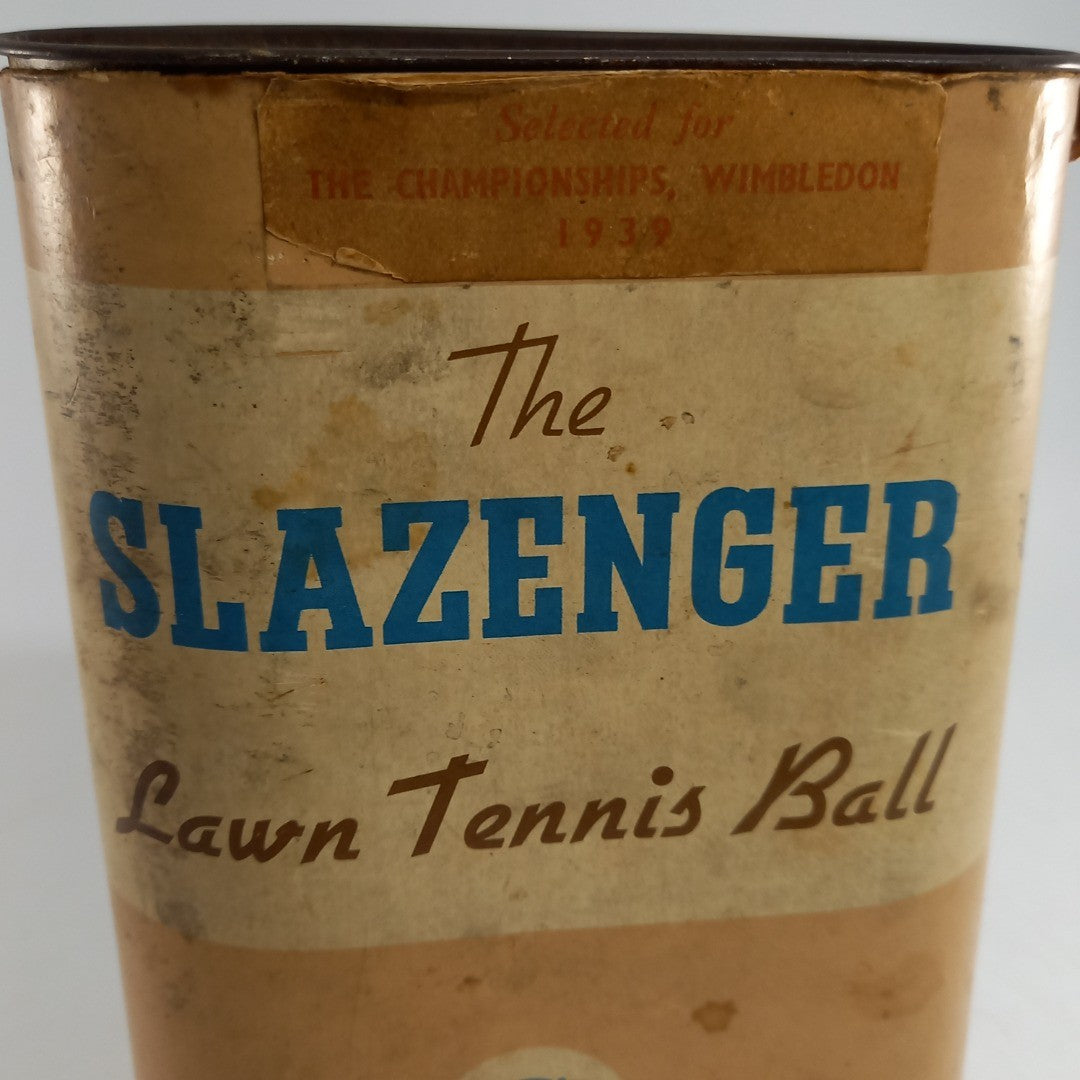 Selected for
THE CHAMPIONSHIPS, WIMBLEDON
1939
The
SLAZENGER
Lawn Tennis Ball